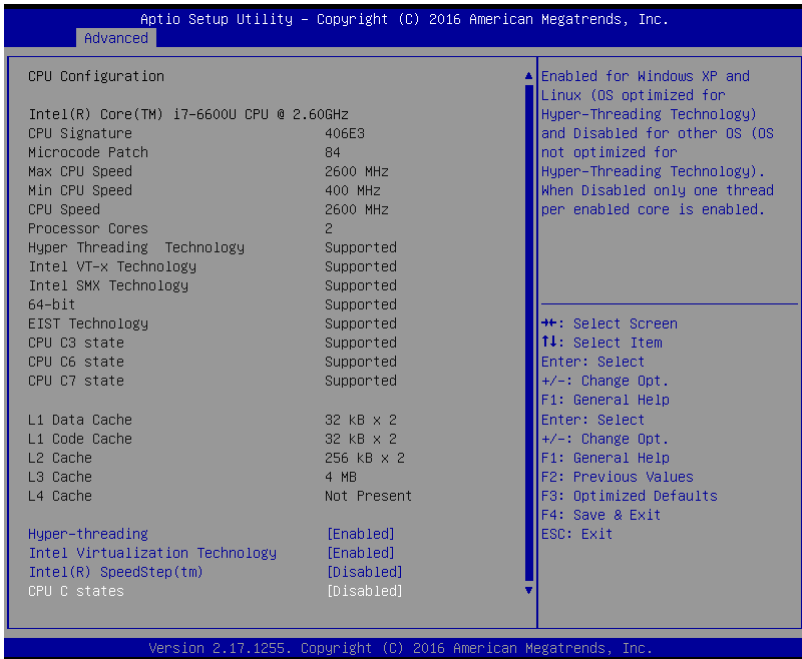 Aptio Setup Utility – Copyright (C) 2016 American Megatrends, Inc.
Advanced
CPU Configuration
Intel(R) Core(TM) i7-6600U CPU @ 2.60GHz
CPU Signature 406E3
Microcode Patch 84
Max CPU Speed 2600 MHz
Min CPU Speed 400 MHz
CPU Speed 2600 MHz
Processor Cores 2
Hyper Threading Technology Supported
Intel VT-x Technology Supported
Intel SMX Technology Supported
64-bit Supported
EIST Technology Supported
CPU C3 state Supported
CPU C6 state Supported
CPU C7 state Supported
L1 Data Cache 32 kB x 2
L1 Code Cache 32 kB x 2
L2 Cache 256 kB x 2
L3 Cache 4 MB
L4 Cache Not Present
Hyper-threading [Enabled]
Intel Virtualization Technology [Enabled]
Intel(R) SpeedStep(tm) [Disabled]
CPU C states [Disabled]
Enabled for Windows XP and
Linux (OS optimized for
Hyper-Threading Technology)
and Disabled for other OS (OS
not optimized for
Hyper-Threading Technology).
When Disabled only one thread
per enabled core is enabled.
→←: Select Screen
↑↓: Select Item
Enter: Select
+/-: Change Opt.
F1: General Help
Enter: Select
+/-: Change Opt.
F1: General Help
F2: Previous Values
F3: Optimized Defaults
F4: Save & Exit
ESC: Exit
Version 2.17.1255. Copyright (C) 2016 American Megatrends, Inc.